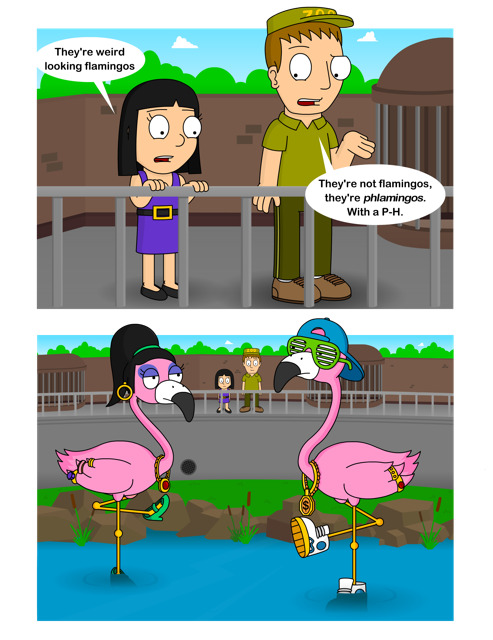 ZOO
They're weird
looking flamingos
They're not flamingos,
they're phlamingos.
With a P-H.
$